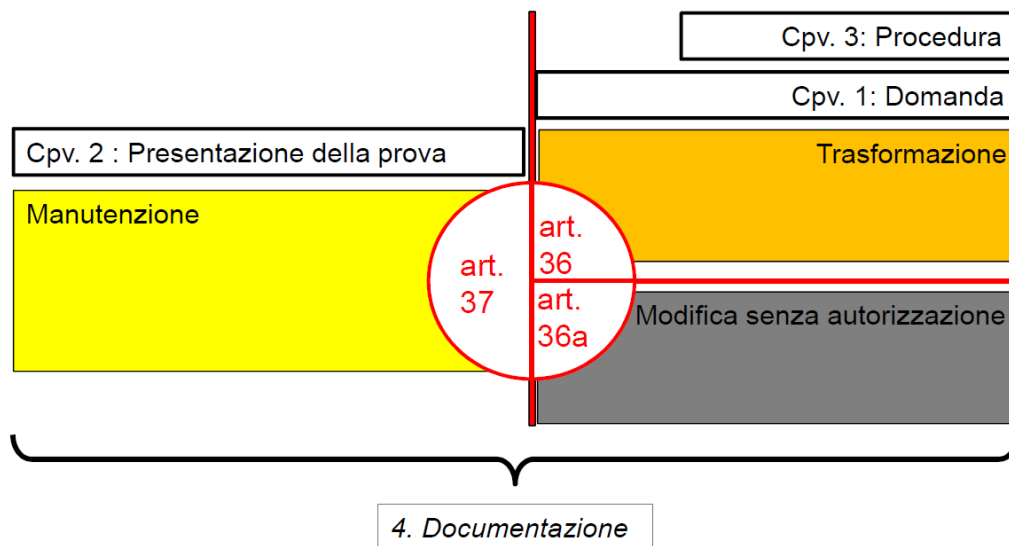 Cpv. 3: Procedura
Cpv. 1: Domanda
Cpv. 2 : Presentazione della prova
Trasformazione
Manutenzione
art.
36
art.
37
art.
36a
Modifica senza autorizzazione
4. Documentazione